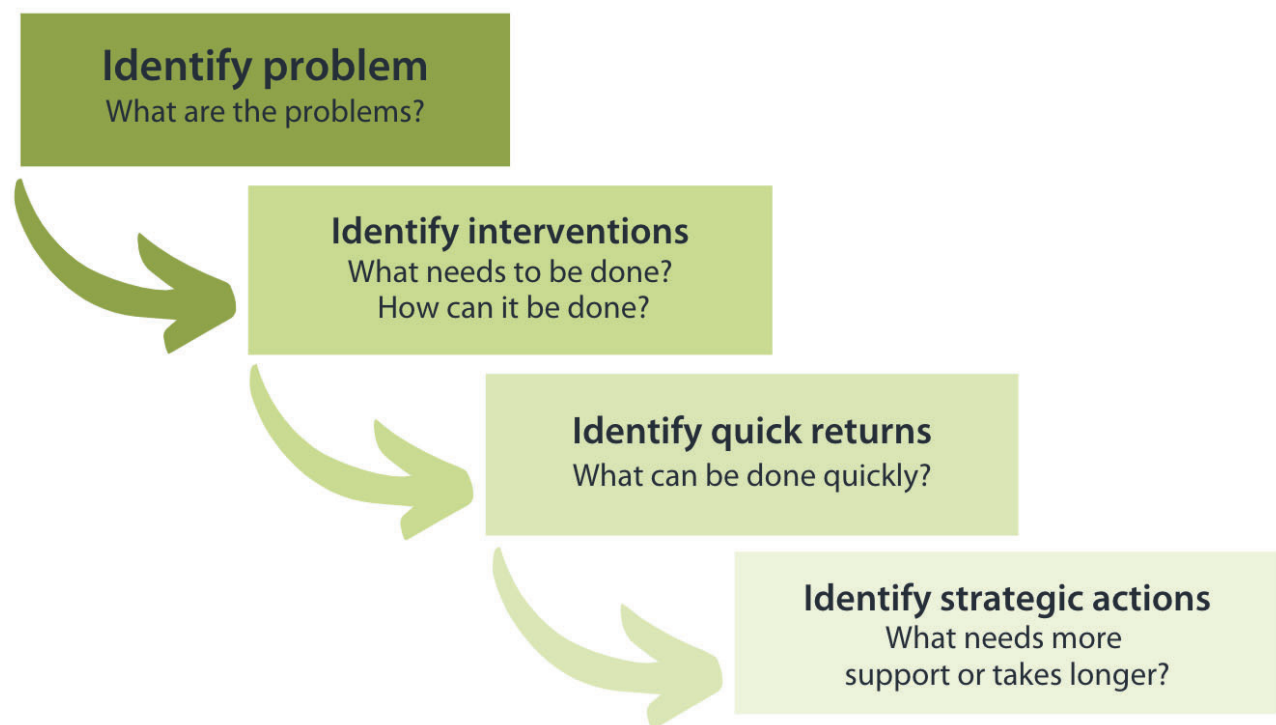 Identify problem
What are the problems?
Identify interventions
What needs to be done?
How can it be done?
Identify quick returns
What can be done quickly?
Identify strategic actions
What needs more
support or takes longer?